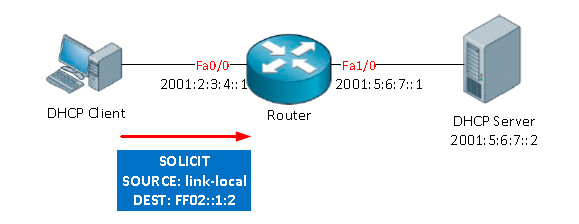 Fa0/0
Fa1/0
2001:2:3:4::1
2001:5:6:7::1
DHCP Client
Router
DHCP Server
2001:5:6:7::2
SOLICIT
SOURCE: link-local
DEST: FF02::1:2